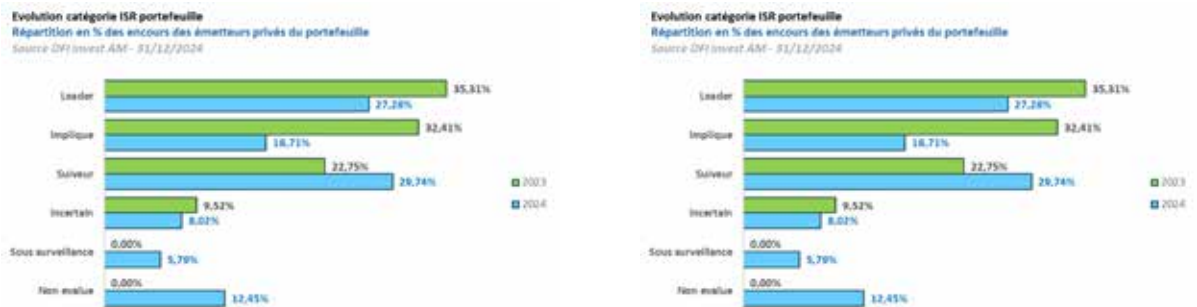 Evolution catégorie ISR portefeuille
Répartition en % des encours des émetteurs privés du portefeuille
Source OFI Invest AM - 31/12/2024
Leader
35,31%
27,28%
Implique
32,41%
16,71%
Suiveur
22,75%
29,74%
Incertain
9,52%
8,02%
Sous surveillance
0,00%
5,79%
Non evalue
0,00%
12,45%
2023
2024
Evolution catégorie ISR portefeuille
Répartition en % des encours des émetteurs privés du portefeuille
Source OFI Invest AM - 31/12/2024
Leader
35,31%
27,28%
Implique
32,41%
16,71%
Suiveur
22,75%
29,74%
Incertain
9,52%
8,02%
Sous surveillance
0,00%
5,79%
Non evalue
0,00%
12,45%
2023
2024